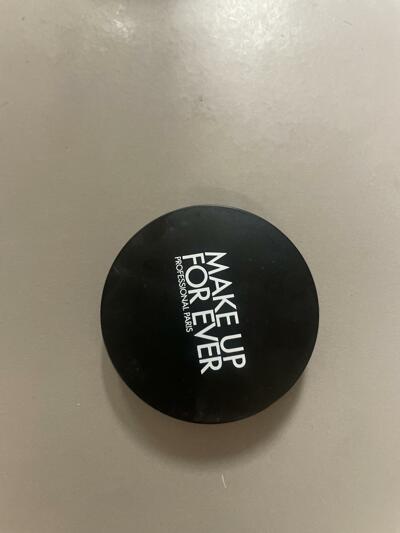 MAKE UP
FOR EVER
PROFESSIONAL PARIS